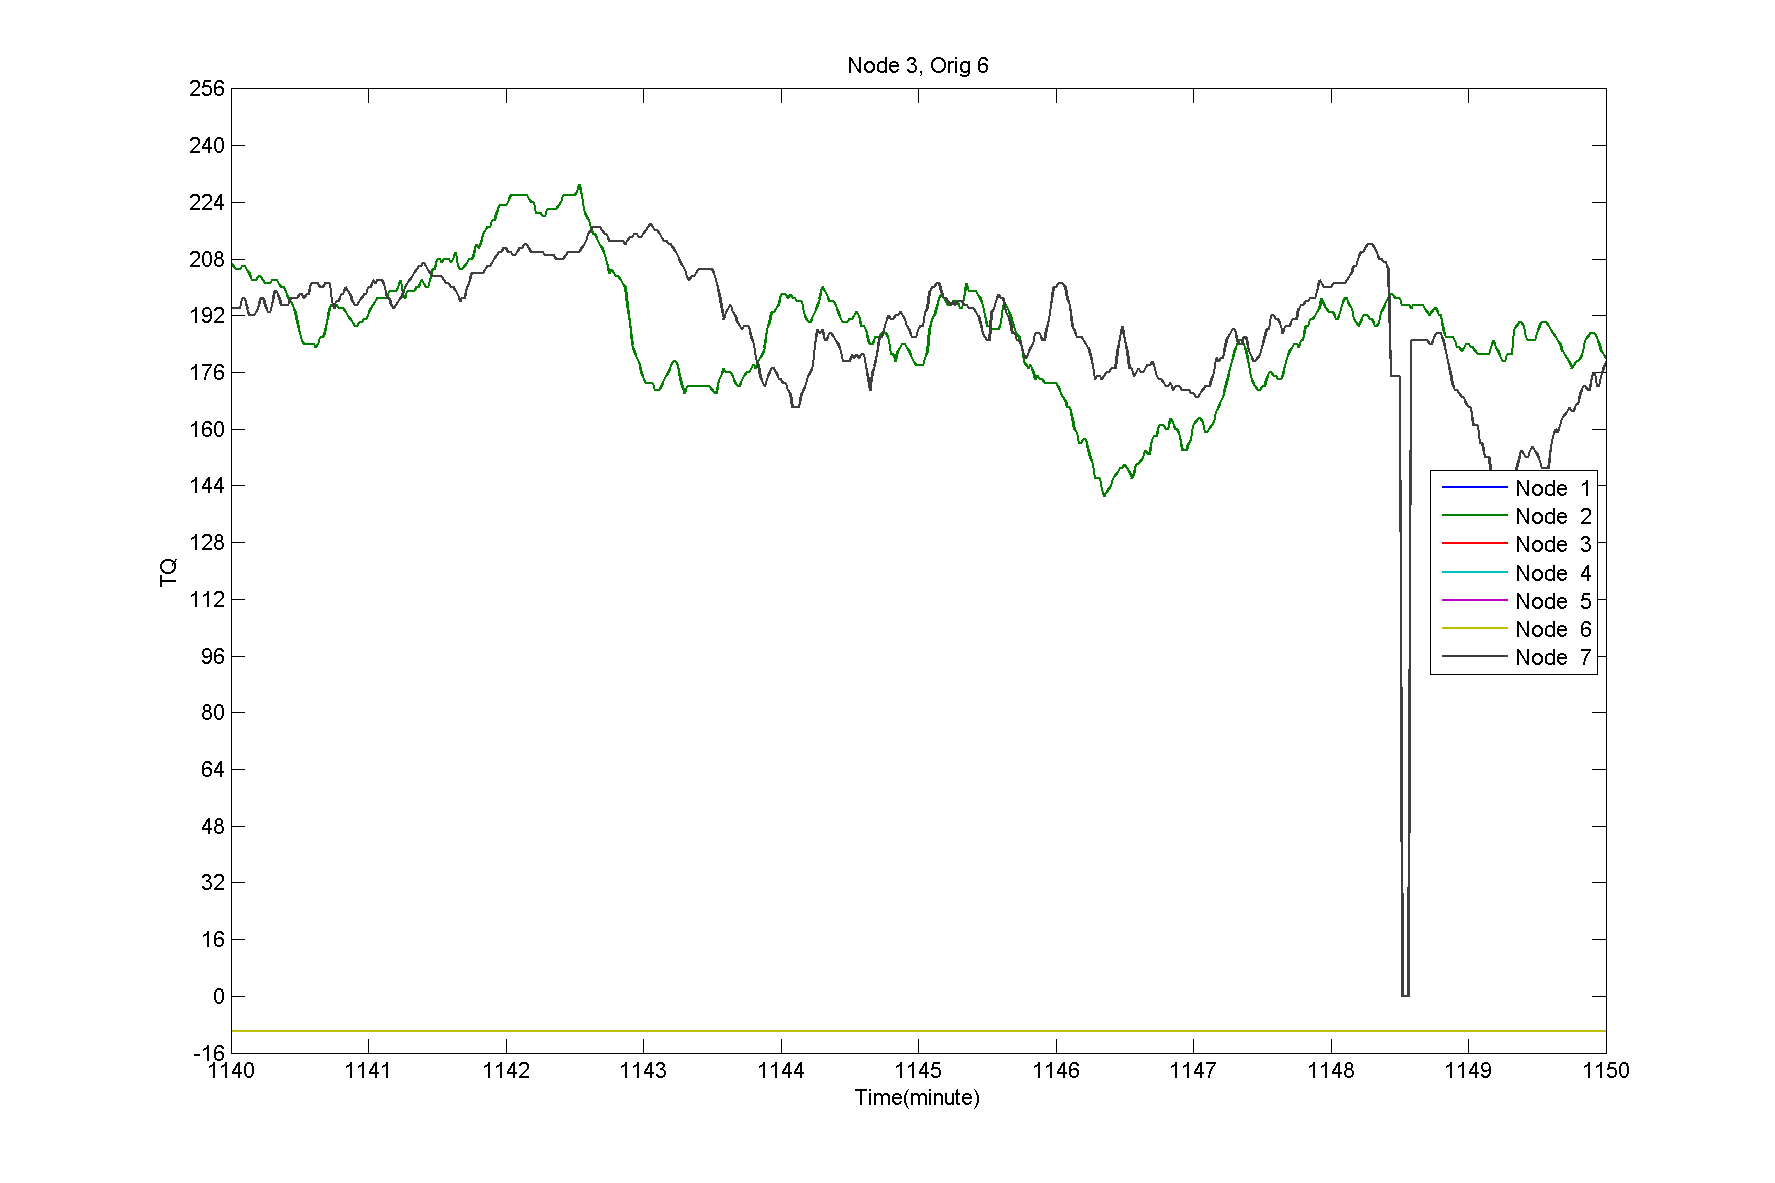 Node 3, Orig 6
256
240
224
208
192
176
160
144
128
112
96
80
64
48
32
16
0
-16
TQ
Node 1
Node 2
Node 3
Node 4
Node 5
Node 6
Node 7
1140 1141 1142 1143 1144 1145 1146 1147 1148 1149 1150
Time(minute)